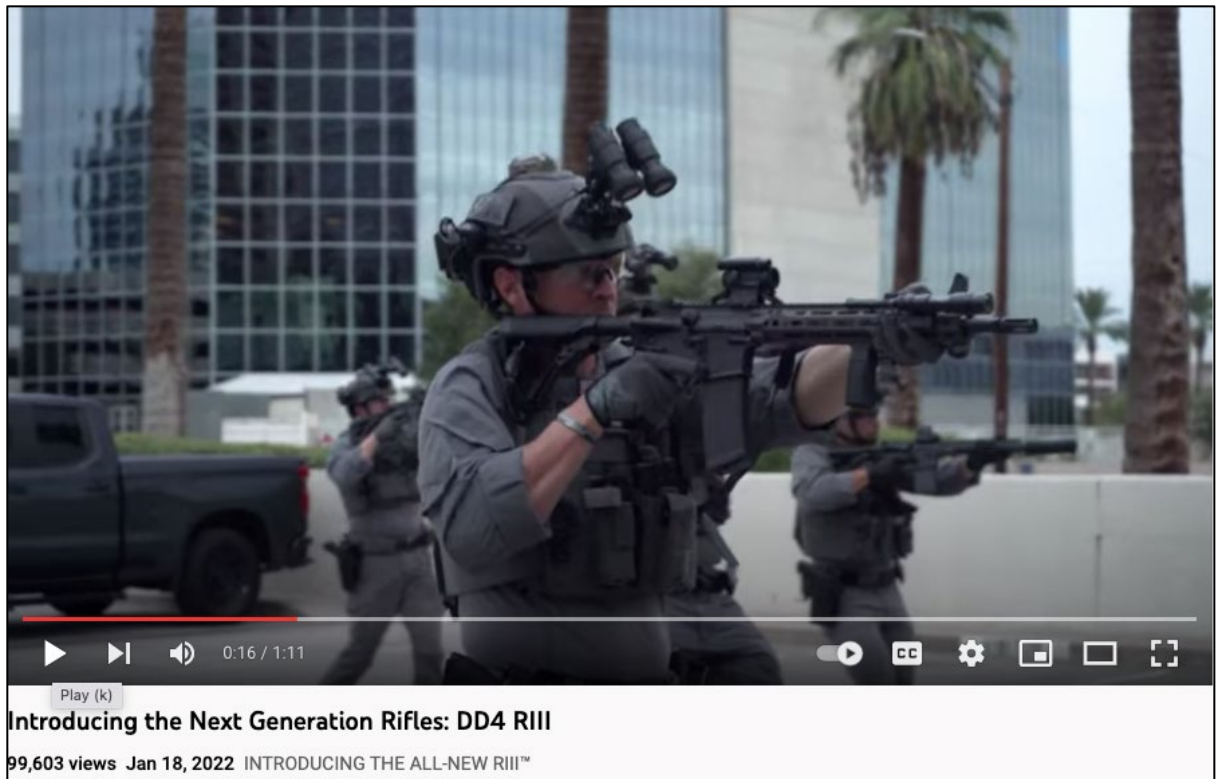 0:16 / 1:11
CC
Play (k)
Introducing the Next Generation Rifles: DD4 RIII
99,603 views Jan 18, 2022 INTRODUCING THE ALL-NEW RIII™